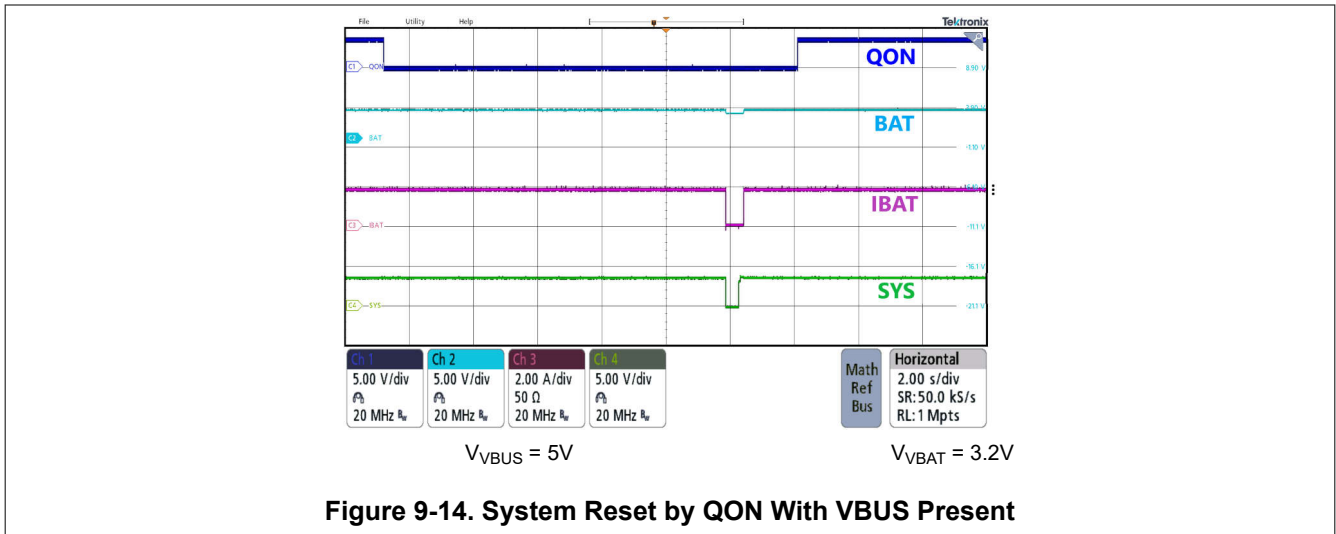 File Utility Help Tektronix
QON
C1 QON 8.90 V
BAT
C2 BAT -1.10 V
IBAT
C3 IBAT -11.1 V
-16.1 V
SYS
C4 SYS -21.1 V
Ch 1 Ch 2 Ch 3 Ch 4 Horizontal
5.00 V/div 5.00 V/div 2.00 A/div 5.00 V/div Math 2.00 s/div
50 Ω Ref SR: 50.0 kS/s
20 MHz Bw 20 MHz Bw 20 MHz Bw 20 MHz Bw Bus RL: 1 Mpts
VVBUS = 5V VVBAT = 3.2V
Figure 9-14. System Reset by QON With VBUS Present